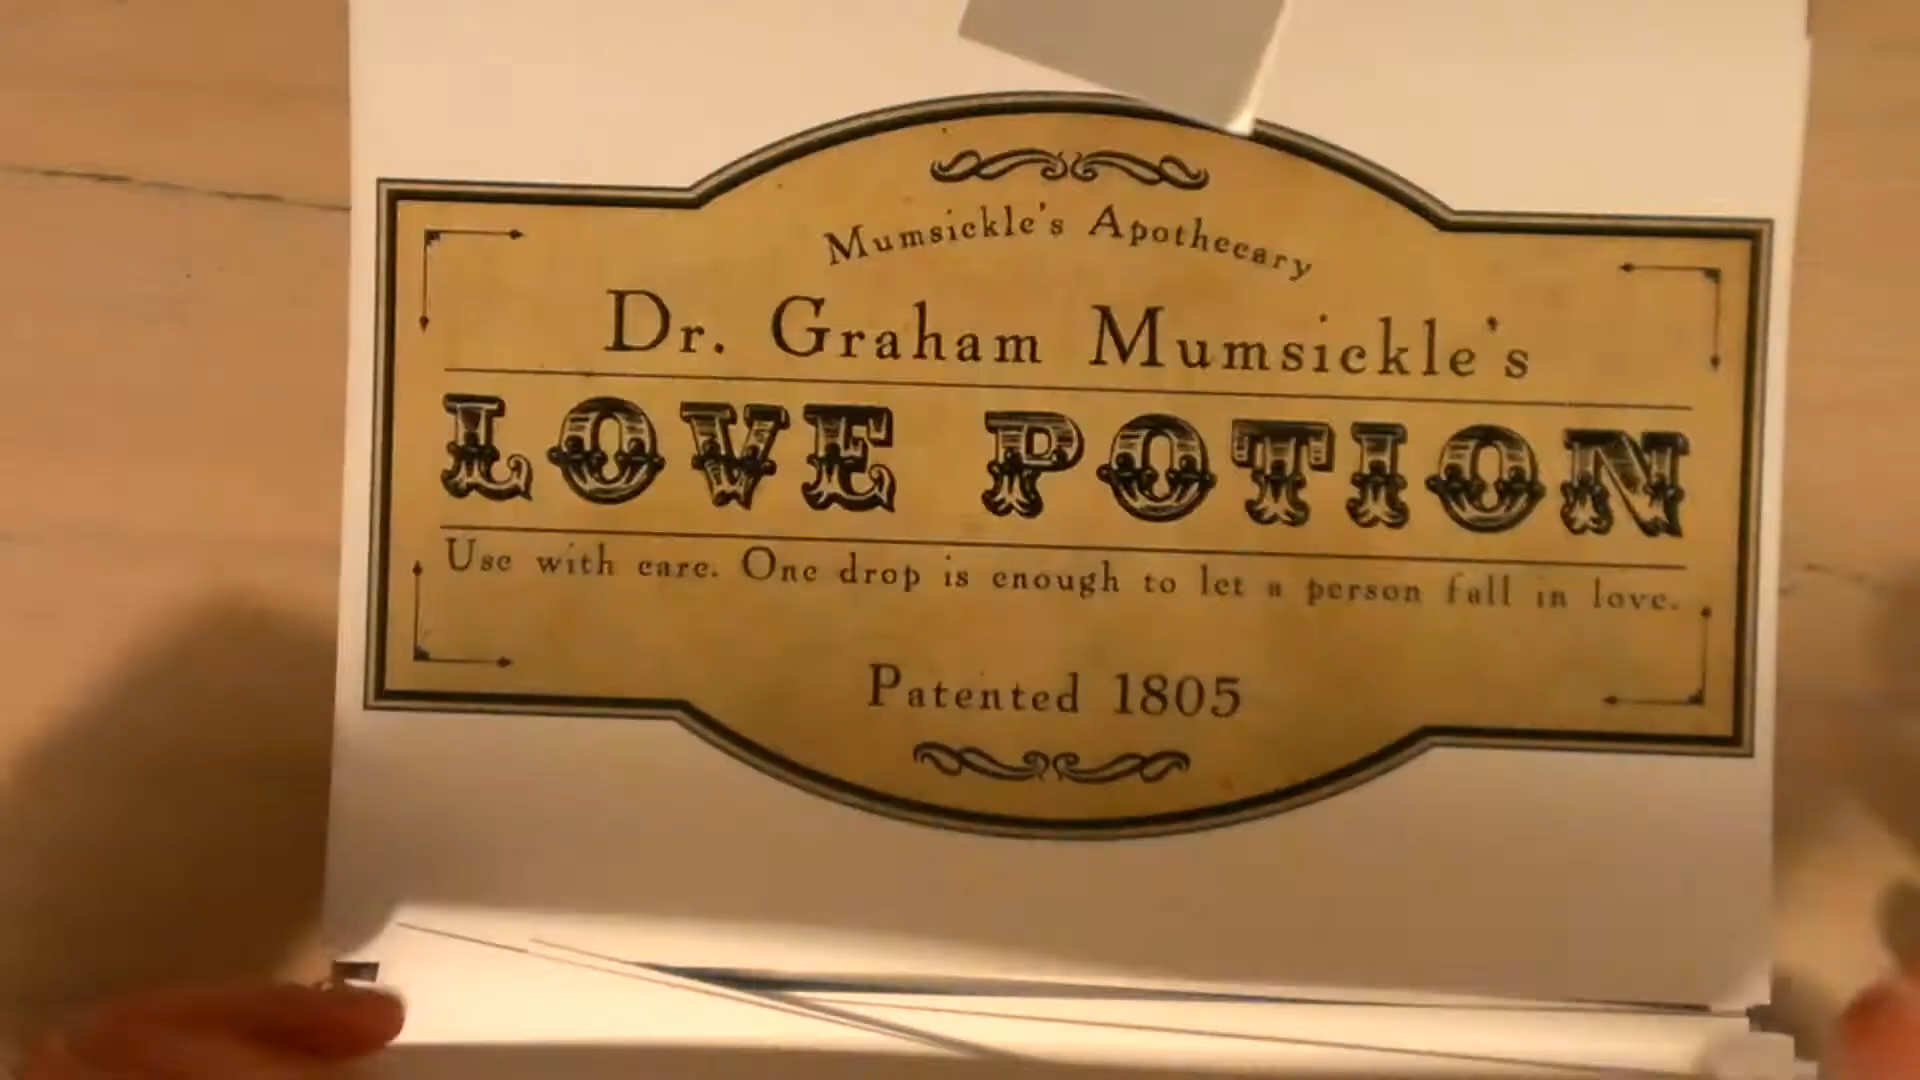 Mumsickle's Apothecary
Dr. Graham Mumsickle's
LOVE POTION
Use with care. One drop is enough to let a person fall in love.
Patented 1805